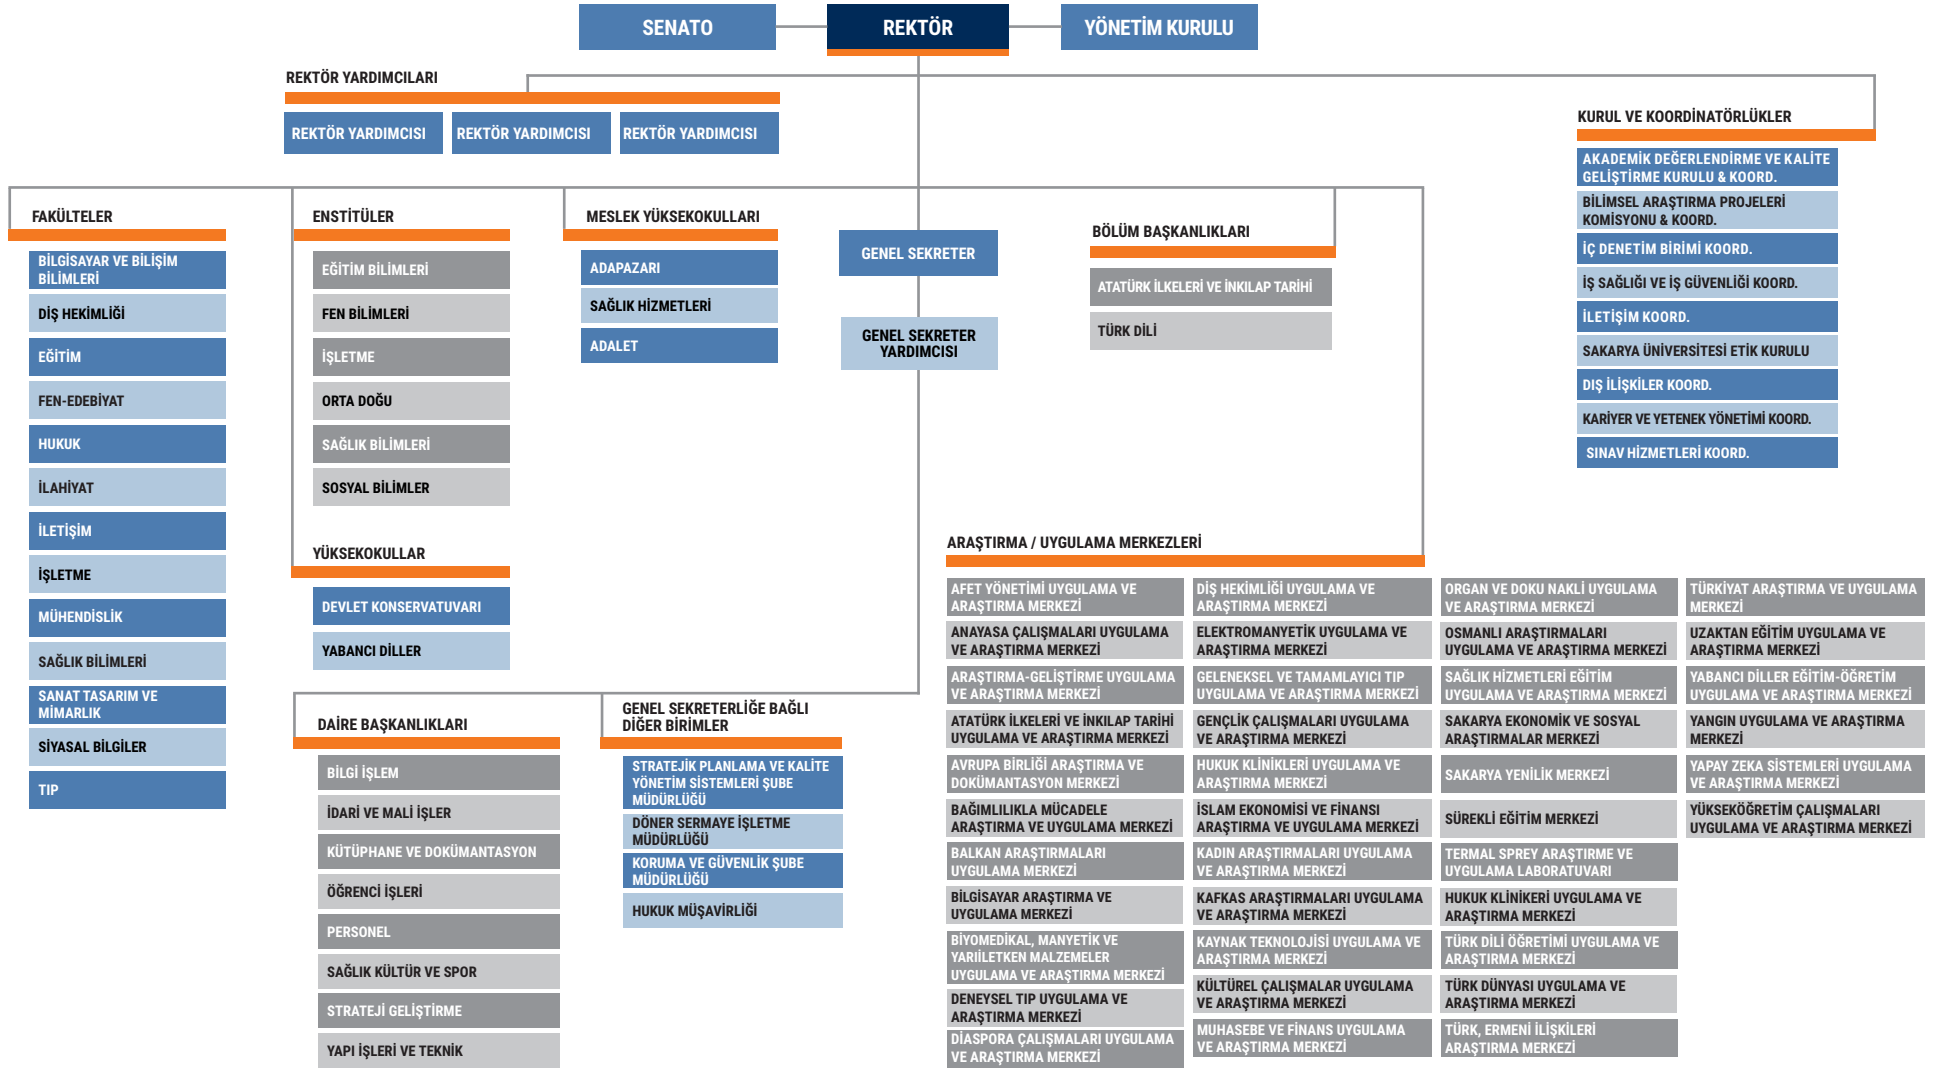 SENATO
REKTÖR
YÖNETİM KURULU
REKTÖR YARDIMCILARI
REKTÖR YARDIMCISI
REKTÖR YARDIMCISI
REKTÖR YARDIMCISI
KURUL VE KOORDİNATÖRLÜKLER
AKADEMİK DEĞERLENDİRME VE KALİTE
GELİŞTİRME KURULU & KOORD.
BİLİMSEL ARAŞTIRMA PROJELERİ
KOMİSYONU & KOORD.
İÇ DENETİM BİRİMİ KOORD.
İŞ SAĞLIĞI VE İŞ GÜVENLİĞİ KOORD.
İLETİŞİM KOORD.
SAKARYA ÜNİVERSİTESİ ETİK KURULU
DIŞ İLİŞKİLER KOORD.
KARİYER VE YETENEK YÖNETİMİ KOORD.
SINAV HİZMETLERİ KOORD.
FAKÜLTELER
BİLGİSAYAR VE BİLİŞİM
BİLİMLERİ
DİŞ HEKİMLİĞİ
EĞİTİM
FEN-EDEBİYAT
HUKUK
İLAHİYAT
İLETİŞİM
İŞLETME
MÜHENDİSLİK
SAĞLIK BİLİMLERİ
SANAT TASARIM VE
MİMARLIK
SİYASAL BİLGİLER
TIP
ENSTİTÜLER
EĞİTİM BİLİMLERİ
FEN BİLİMLERİ
İŞLETME
ORTA DOĞU
SAĞLIK BİLİMLERİ
SOSYAL BİLİMLER
YÜKSEKOKULLAR
DEVLET KONSERVATUVARI
YABANCI DİLLER
MESLEK YÜKSEKOKULLARI
ADAPAZARI
SAĞLIK HİZMETLERİ
ADALET
GENEL SEKRETER
GENEL SEKRETER
YARDIMCISI
BÖLÜM BAŞKANLIKLARI
ATATÜRK İLKELERİ VE İNKILAP TARİHİ
TÜRK DİLİ
DAİRE BAŞKANLIKLARI
BİLGİ İŞLEM
İDARİ VE MALİ İŞLER
KÜTÜPHANE VE DOKÜMANTASYON
ÖĞRENCİ İŞLERİ
PERSONEL
SAĞLIK KÜLTÜR VE SPOR
STRATEJİ GELİŞTİRME
YAPI İŞLERİ VE TEKNİK
GENEL SEKRETERLİĞE BAĞLI
DİĞER BİRİMLER
STRATEJİK PLANLAMA VE KALİTE
YÖNETİM SİSTEMLERİ ŞUBE
MÜDÜRLÜĞÜ
DÖNER SERMAYE İŞLETME
MÜDÜRLÜĞÜ
KORUMA VE GÜVENLİK ŞUBE
MÜDÜRLÜĞÜ
HUKUK MÜŞAVİRLİĞİ
ARAŞTIRMA / UYGULAMA MERKEZLERİ
AFET YÖNETİMİ UYGULAMA VE
ARAŞTIRMA MERKEZİ
ANAYASA ÇALIŞMALARI UYGULAMA
VE ARAŞTIRMA MERKEZİ
ARAŞTIRMA-GELİŞTİRME UYGULAMA
VE ARAŞTIRMA MERKEZİ
ATATÜRK İLKELERİ VE İNKILAP TARİHİ
UYGULAMA VE ARAŞTIRMA MERKEZİ
AVRUPA BİRLİĞİ ARAŞTIRMA VE
DOKÜMANTASYON MERKEZİ
BAĞIMLILIKLA MÜCADELE
ARAŞTIRMA VE UYGULAMA MERKEZİ
BALKAN ARAŞTIRMALARI
UYGULAMA MERKEZİ
BİLGİSAYAR ARAŞTIRMA VE
UYGULAMA MERKEZİ
BİYOMEDİKAL, MANYETİK VE
YARIİLETKEN MALZEMELER
UYGULAMA VE ARAŞTIRMA MERKEZİ
DENEYSEL TIP UYGULAMA VE
ARAŞTIRMA MERKEZİ
DİASPORA ÇALIŞMALARI UYGULAMA
VE ARAŞTIRMA MERKEZİ
DİŞ HEKİMLİĞİ UYGULAMA VE
ARAŞTIRMA MERKEZİ
ELEKTROMANYETİK UYGULAMA VE
ARAŞTIRMA MERKEZİ
GELENEKSEL VE TAMAMLAYICI TIP
UYGULAMA VE ARAŞTIRMA MERKEZİ
GENÇLİK ÇALIŞMALARI UYGULAMA
VE ARAŞTIRMA MERKEZİ
HUKUK KLİNİKLERİ UYGULAMA VE
ARAŞTIRMA MERKEZİ
İSLAM EKONOMİSİ VE FİNANSI
ARAŞTIRMA VE UYGULAMA MERKEZİ
KADIN ARAŞTIRMALARI UYGULAMA
VE ARAŞTIRMA MERKEZİ
KAFKAS ARAŞTIRMALARI UYGULAMA
VE ARAŞTIRMA MERKEZİ
KAYNAK TEKNOLOJİSİ UYGULAMA VE
ARAŞTIRMA MERKEZİ
KÜLTÜREL ÇALIŞMALAR UYGULAMA
VE ARAŞTIRMA MERKEZİ
MUHASEBE VE FİNANS UYGULAMA
VE ARAŞTIRMA MERKEZİ
ORGAN VE DOKU NAKLİ UYGULAMA
VE ARAŞTIRMA MERKEZİ
OSMANLI ARAŞTIRMALARI
UYGULAMA VE ARAŞTIRMA MERKEZİ
SAĞLIK HİZMETLERİ EĞİTİM
UYGULAMA VE ARAŞTIRMA MERKEZİ
SAKARYA EKONOMİK VE SOSYAL
ARAŞTIRMALAR MERKEZİ
SAKARYA YENİLİK MERKEZİ
SÜREKLİ EĞİTİM MERKEZİ
TERMAL SPREY ARAŞTIRME VE
UYGULAMA LABORATUVARI
HUKUK KLİNİKERİ UYGULAMA VE
ARAŞTIRMA MERKEZİ
TÜRK DİLİ ÖĞRETİMİ UYGULAMA VE
ARAŞTIRMA MERKEZİ
TÜRK DÜNYASI UYGULAMA VE
ARAŞTIRMA MERKEZİ
TÜRK, ERMENİ İLİŞKİLERİ
ARAŞTIRMA MERKEZİ
TÜRKİYAT ARAŞTIRMA VE UYGULAMA
MERKEZİ
UZAKTAN EĞİTİM UYGULAMA VE
ARAŞTIRMA MERKEZİ
YABANCI DİLLER EĞİTİM-ÖĞRETİM
UYGULAMA VE ARAŞTIRMA MERKEZİ
YANGIN UYGULAMA VE ARAŞTIRMA
MERKEZİ
YAPAY ZEKA SİSTEMLERİ UYGULAMA
VE ARAŞTIRMA MERKEZİ
YÜKSEKÖĞRETİM ÇALIŞMALARI
UYGULAMA VE ARAŞTIRMA MERKEZİ